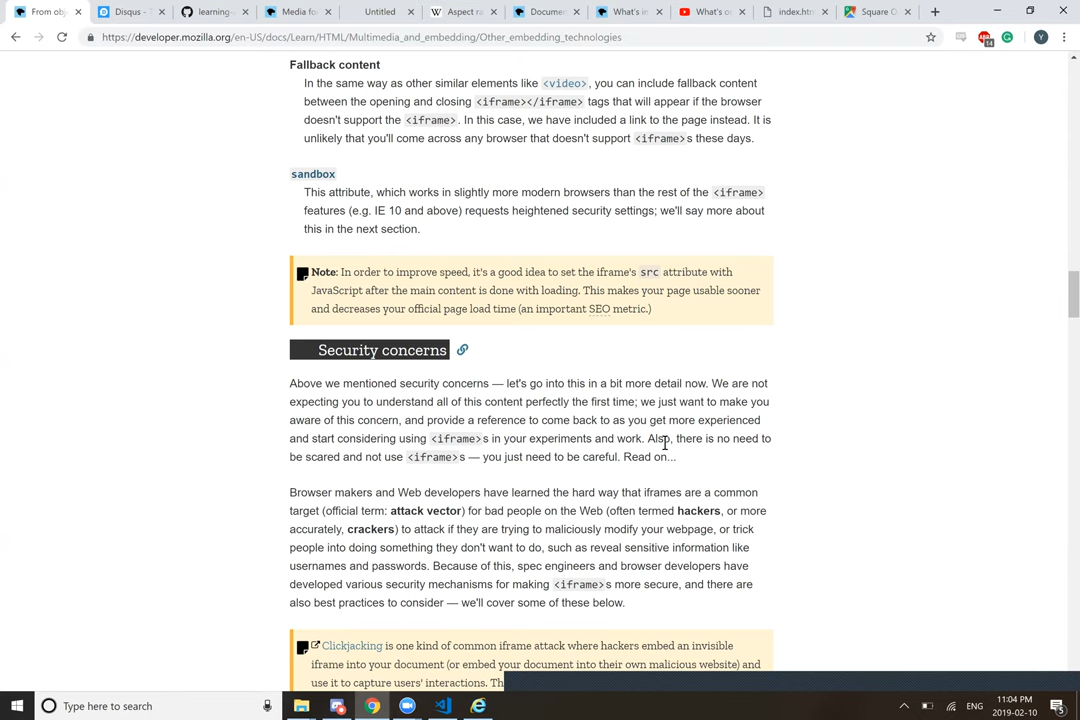 From obj
Disqus - T
learning-
Media fo
Untitled
Aspect ra
Documen
What's in
What's on
index.htm
Square C
https://developer.mozilla.org/en-US/docs/Learn/HTML/Multimedia_and_embedding/Other_embedding_technologies
14
Y
Fallback content
In the same way as other similar elements like <video>, you can include fallback content
between the opening and closing <iframe></iframe> tags that will appear if the browser
doesn't support the <iframe>. In this case, we have included a link to the page instead. It is
unlikely that you'll come across any browser that doesn't support <iframe>s these days.
sandbox
This attribute, which works in slightly more modern browsers than the rest of the <iframe>
features (e.g. IE 10 and above) requests heightened security settings; we'll say more about
this in the next section.
Note: In order to improve speed, it's a good idea to set the iframe's src attribute with
JavaScript after the main content is done with loading. This makes your page usable sooner
and decreases your official page load time (an important SEO metric.)
Security concerns
Above we mentioned security concerns — let's go into this in a bit more detail now. We are not
expecting you to understand all of this content perfectly the first time; we just want to make you
aware of this concern, and provide a reference to come back to as you get more experienced
and start considering using <iframe>s in your experiments and work. Also, there is no need to
be scared and not use <iframe>s — you just need to be careful. Read on...
Browser makers and Web developers have learned the hard way that iframes are a common
target (official term: attack vector) for bad people on the Web (often termed hackers, or more
accurately, crackers) to attack if they are trying to maliciously modify your webpage, or trick
people into doing something they don't want to do, such as reveal sensitive information like
usernames and passwords. Because of this, spec engineers and browser developers have
developed various security mechanisms for making <iframe>s more secure, and there are
also best practices to consider — we'll cover some of these below.
Clickjacking is one kind of common iframe attack where hackers embed an invisible
iframe into your document (or embed your document into their own malicious website) and
use it to capture users' interactions. Th
Type here to search
ENG
11:04 PM
2019-02-10
5